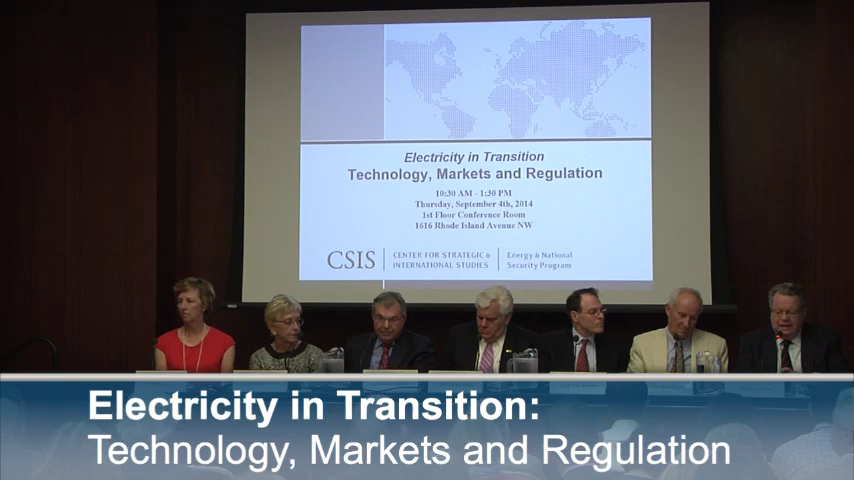 Electricity in Transition
Technology, Markets and Regulation
10:30 AM - 1:30 PM
Thursday, September 4th, 2014
1st Floor Conference Room
1616 Rhode Island Avenue NW
CSIS
CENTER FOR STRATEGIC &
INTERNATIONAL STUDIES
Energy & National
Security Program
Electricity in Transition:
Technology, Markets and Regulation